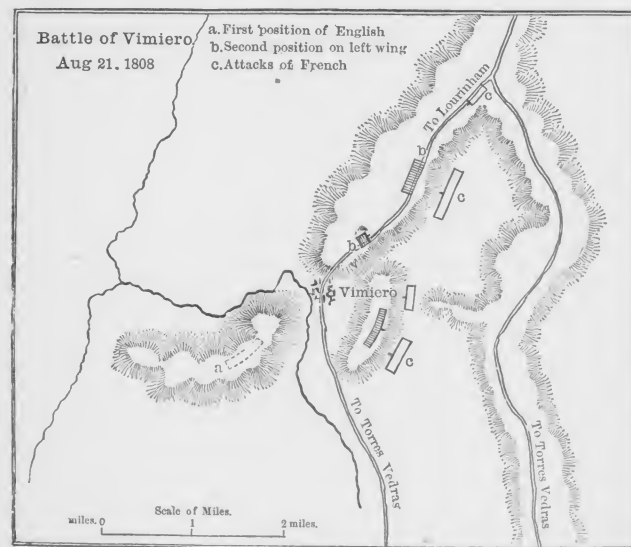 Battle of Vimiero
Aug 21. 1808
a. First position of English
b. Second position on left wing
c. Attacks of French
To Lourinham
c
b
c
b
Vimiero
a
c
To Torres Vedras
To Torres Vedras
Scale of Miles.
miles. 0 1 2 miles.